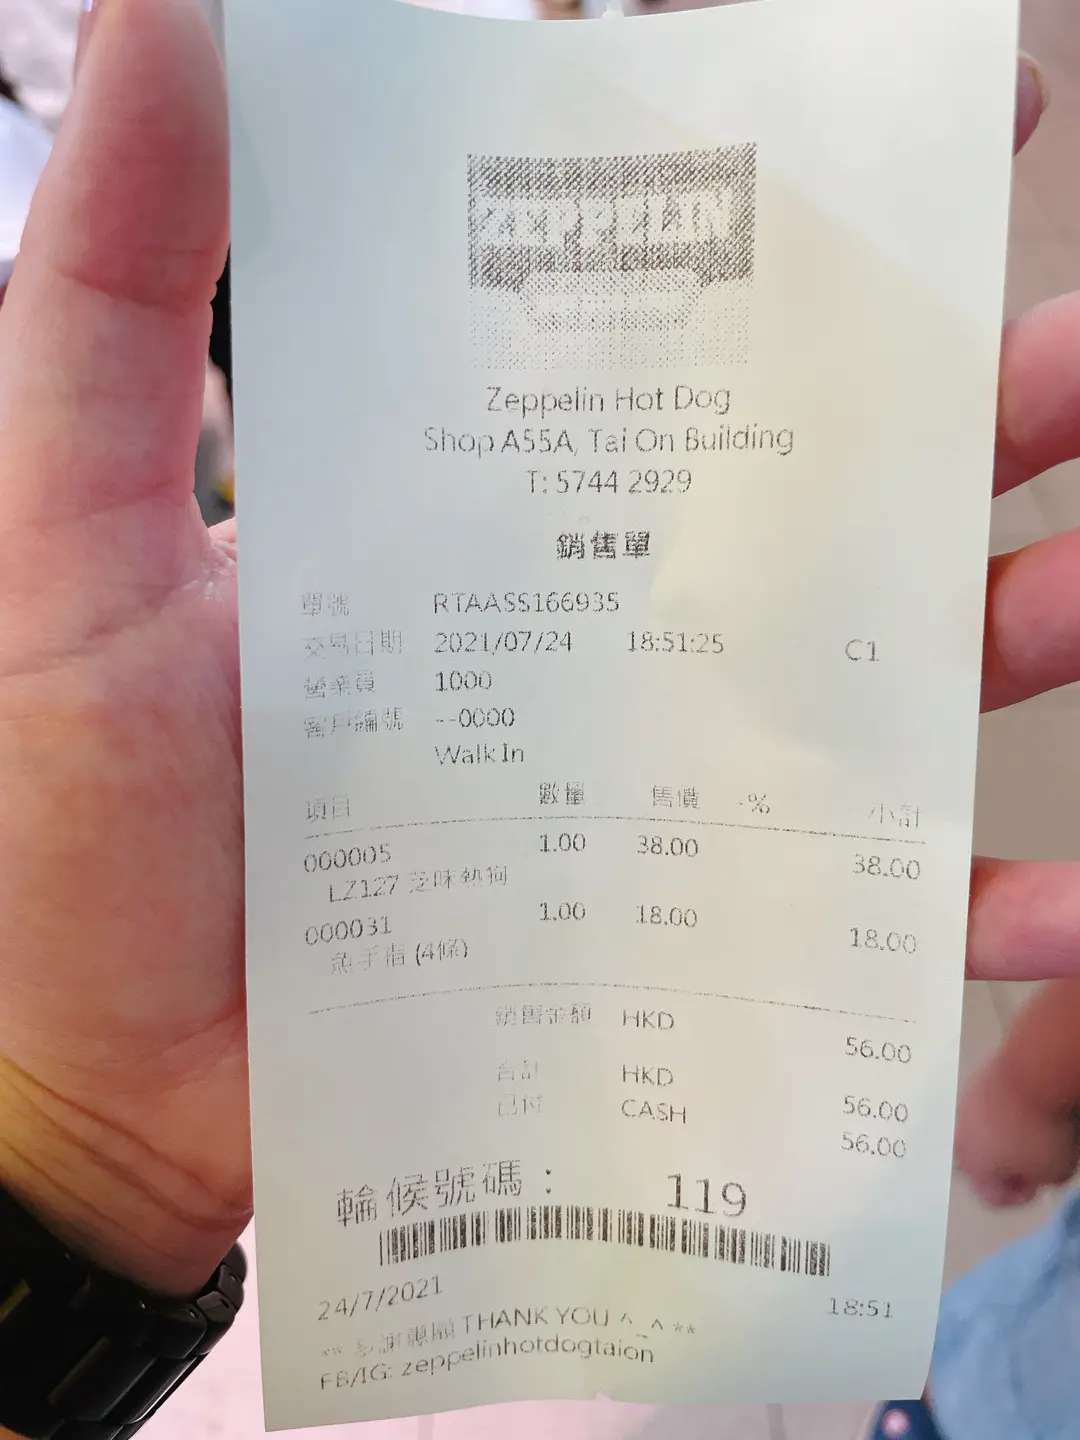 ZEPPELIN
Zeppelin Hot Dog
Shop A55A, Tai On Building
T: 5744 2929
銷售單
單號 RTAASS166935
交易日期 2021/07/24 18:51:25 C1
營業員 1000
客戶編號 --0000
Walk In
項目 數量 售價 -% 小計
000005 1.00 38.00 38.00
LZ127 芝味熱狗
000031 1.00 18.00 18.00
魚手指 (4條)
銷售金額 HKD 56.00
合計 HKD 56.00
已付 CASH 56.00
輪候號碼： 119
24/7/2021 18:51
** 多謝惠顧 THANK YOU ^_^ **
FB/IG: zeppelinhotdogtaion